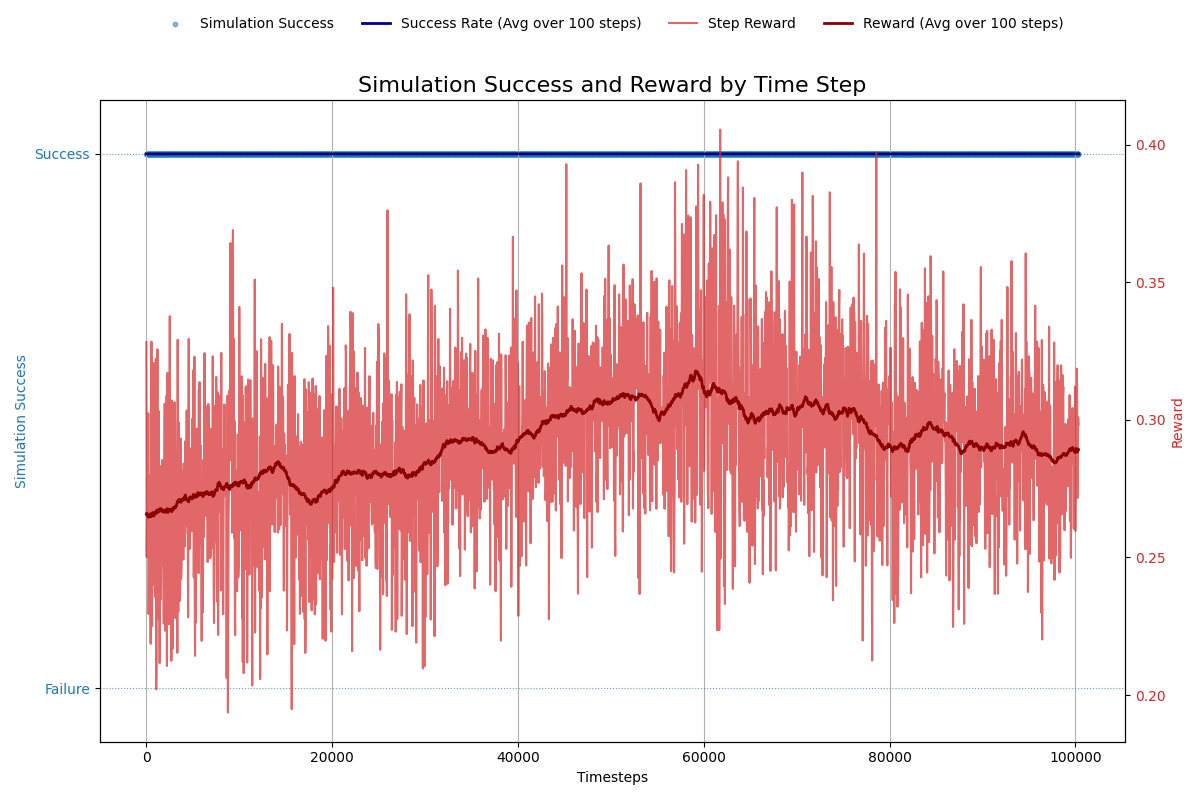 Simulation Success
Success Rate (Avg over 100 steps)
Step Reward
Reward (Avg over 100 steps)
Simulation Success and Reward by Time Step
Success
Failure
Simulation Success
0.40
0.35
0.30
0.25
0.20
Reward
0
20000
40000
60000
80000
100000
Timesteps